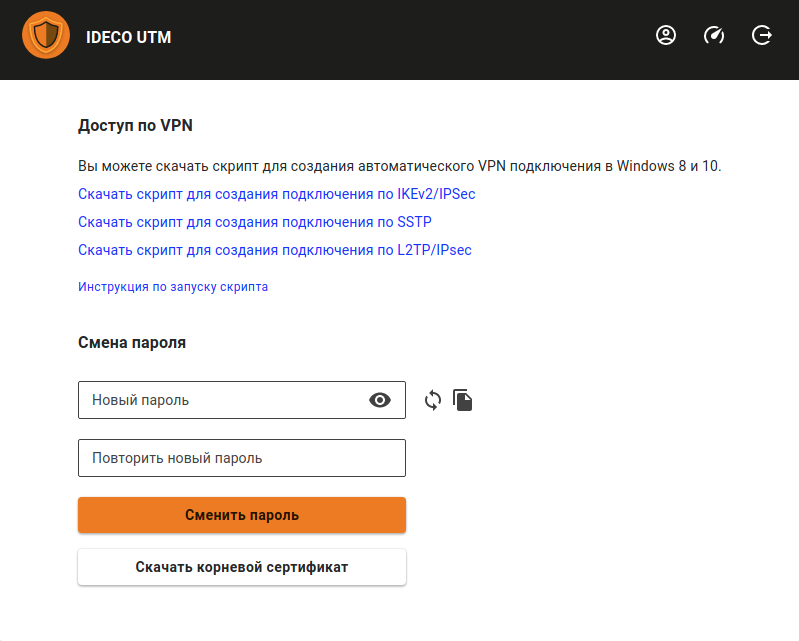 IDECO UTM
Доступ по VPN
Вы можете скачать скрипт для создания автоматического VPN подключения в Windows 8 и 10.
Скачать скрипт для создания подключения по IKEv2/IPSec
Скачать скрипт для создания подключения по SSTP
Скачать скрипт для создания подключения по L2TP/IPsec
Инструкция по запуску скрипта
Смена пароля
Новый пароль
Повторить новый пароль
Сменить пароль
Скачать корневой сертификат